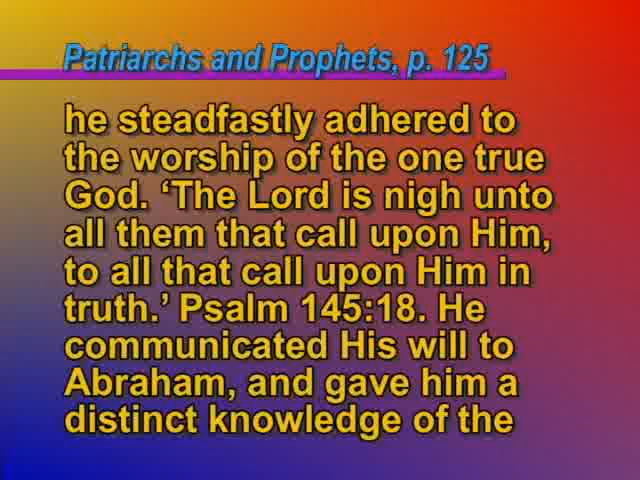 Patriarchs and Prophets, p. 125
he steadfastly adhered to
the worship of the one true
God. ‘The Lord is nigh unto
all them that call upon Him,
to all that call upon Him in
truth.’ Psalm 145:18. He
communicated His will to
Abraham, and gave him a
distinct knowledge of the